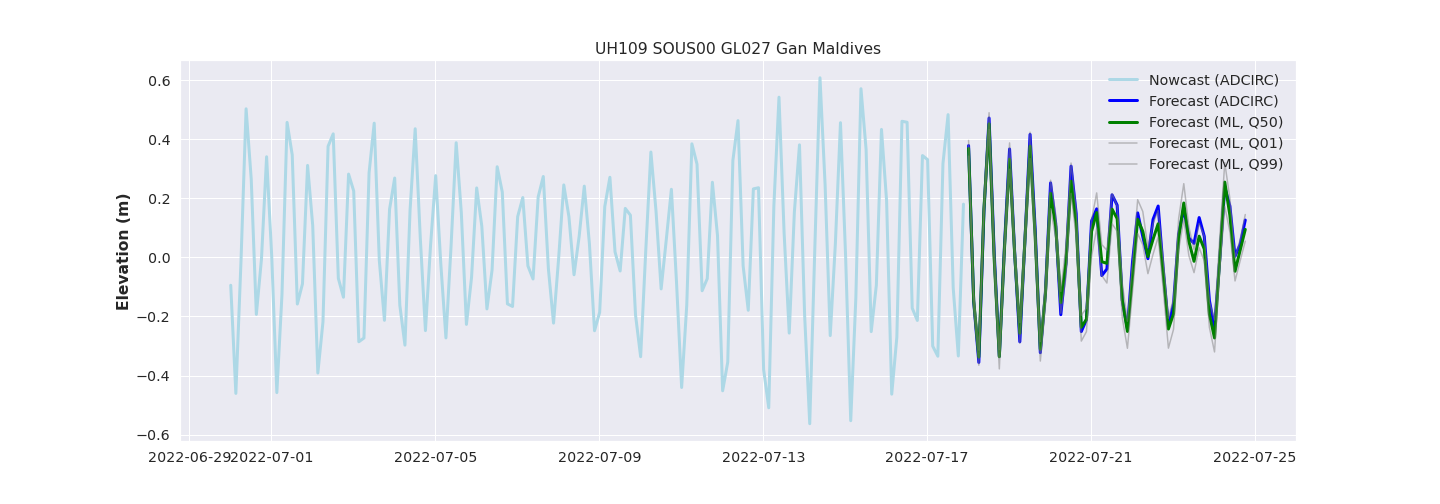 UH109 SOUS00 GL027 Gan Maldives
Elevation (m)
0.6
0.4
0.2
0.0
−0.2
−0.4
−0.6
Nowcast (ADCIRC)
Forecast (ADCIRC)
Forecast (ML, Q50)
Forecast (ML, Q01)
Forecast (ML, Q99)
2022-06-29 2022-07-01 2022-07-05 2022-07-09 2022-07-13 2022-07-17 2022-07-21 2022-07-25